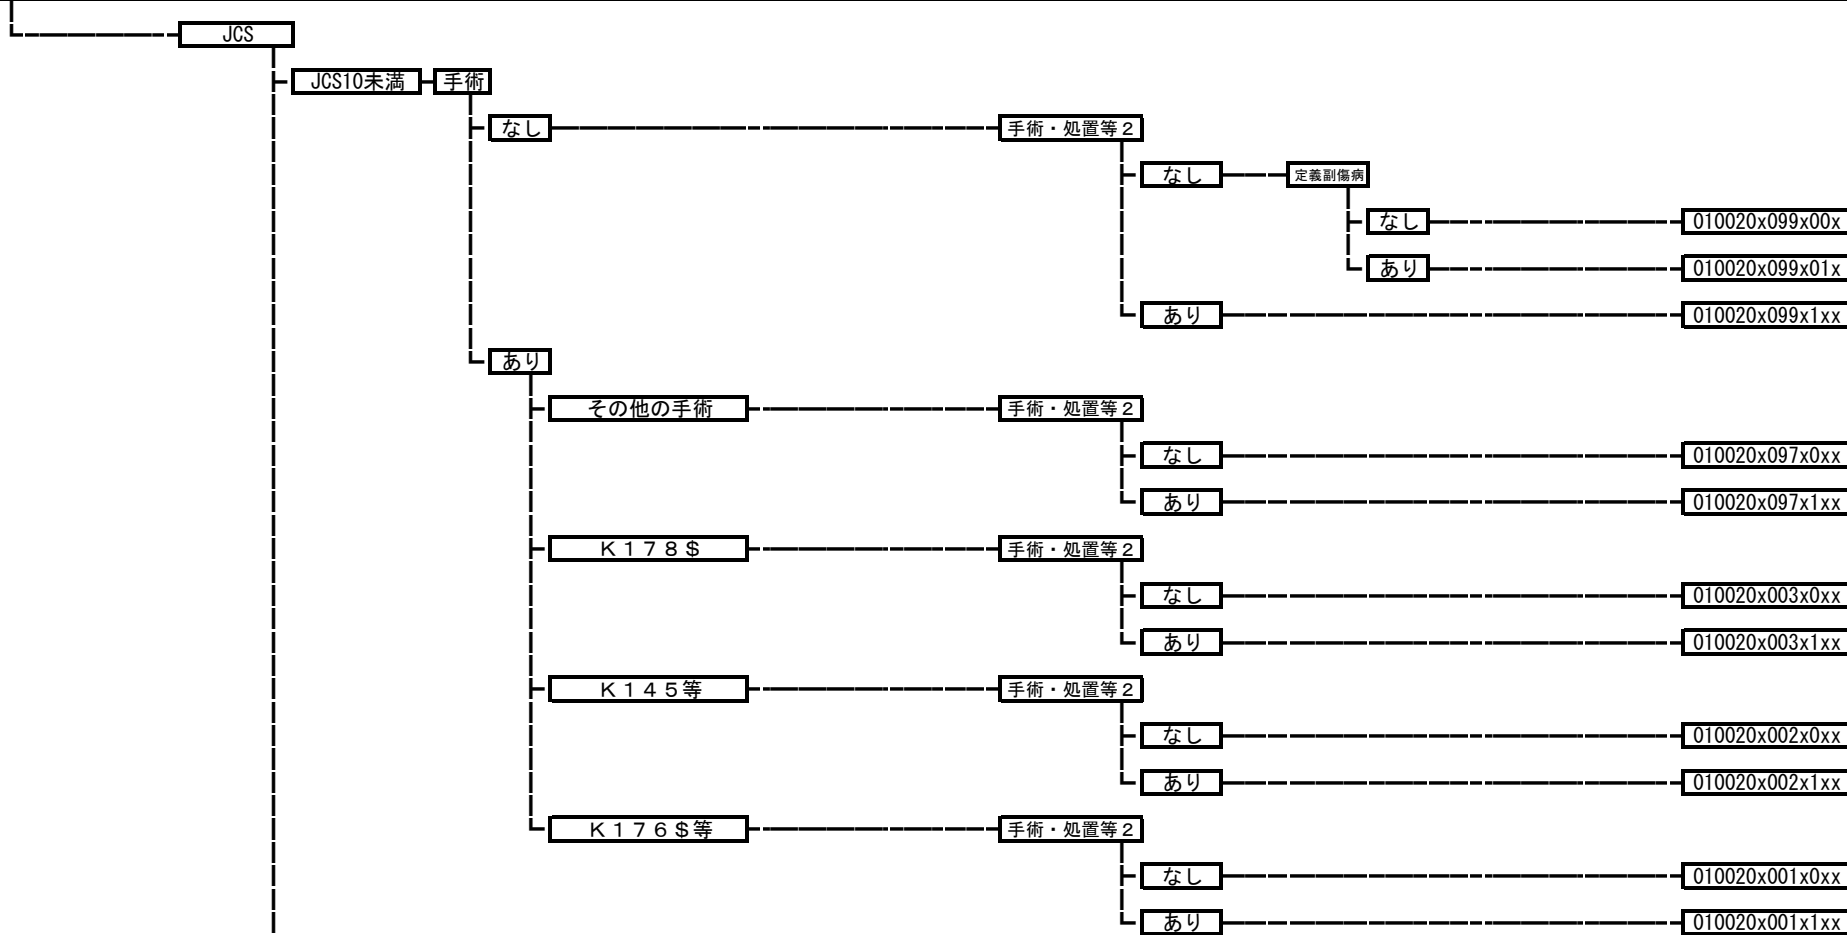 JCS
JCS10未満 手術
なし 手術・処置等２
なし 定義副傷病
なし 010020x099x00x
あり 010020x099x01x
あり 010020x099x1xx
あり
その他の手術 手術・処置等２
なし 010020x097x0xx
あり 010020x097x1xx
Ｋ１７８＄ 手術・処置等２
なし 010020x003x0xx
あり 010020x003x1xx
Ｋ１４５等 手術・処置等２
なし 010020x002x0xx
あり 010020x002x1xx
Ｋ１７６＄等 手術・処置等２
なし 010020x001x0xx
あり 010020x001x1xx